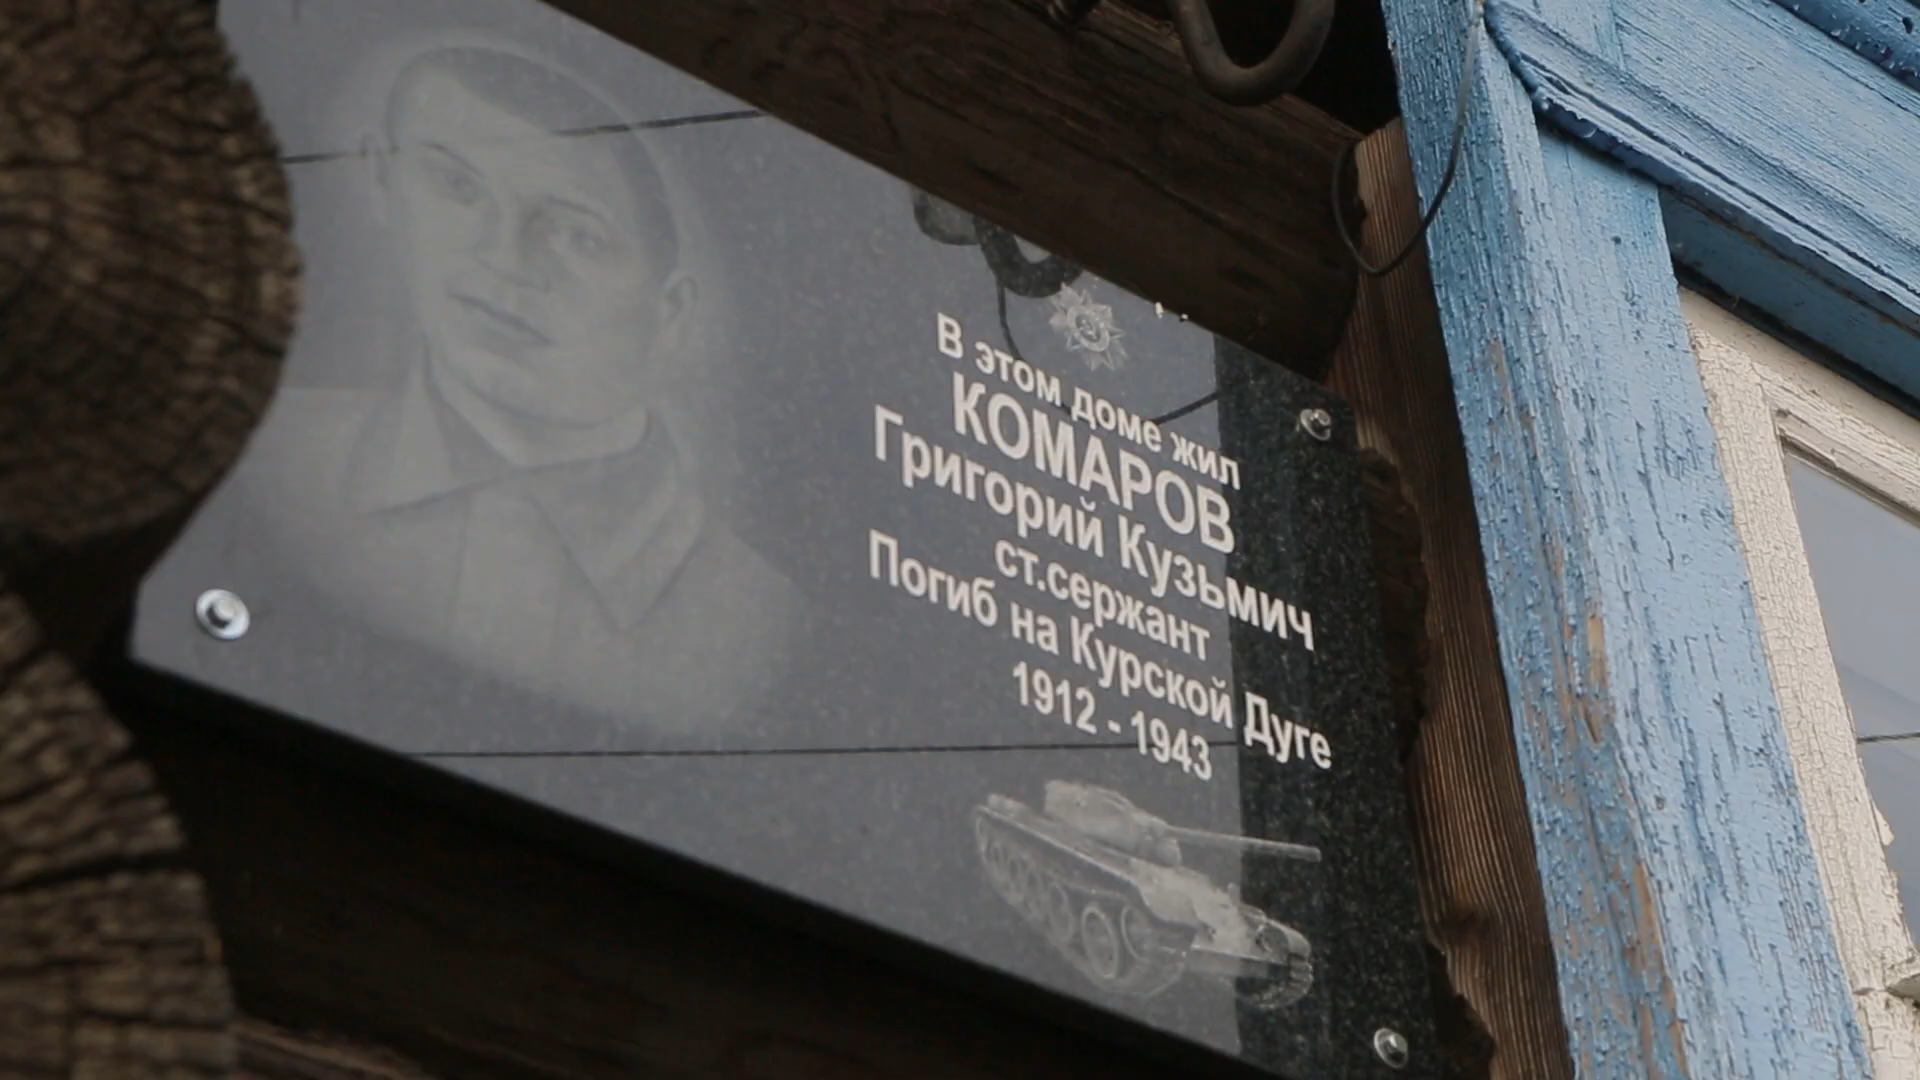 В этом доме жил
КОМАРОВ
Григорий Кузьмич
ст.сержант
Погиб на Курской Дуге
1912 - 1943